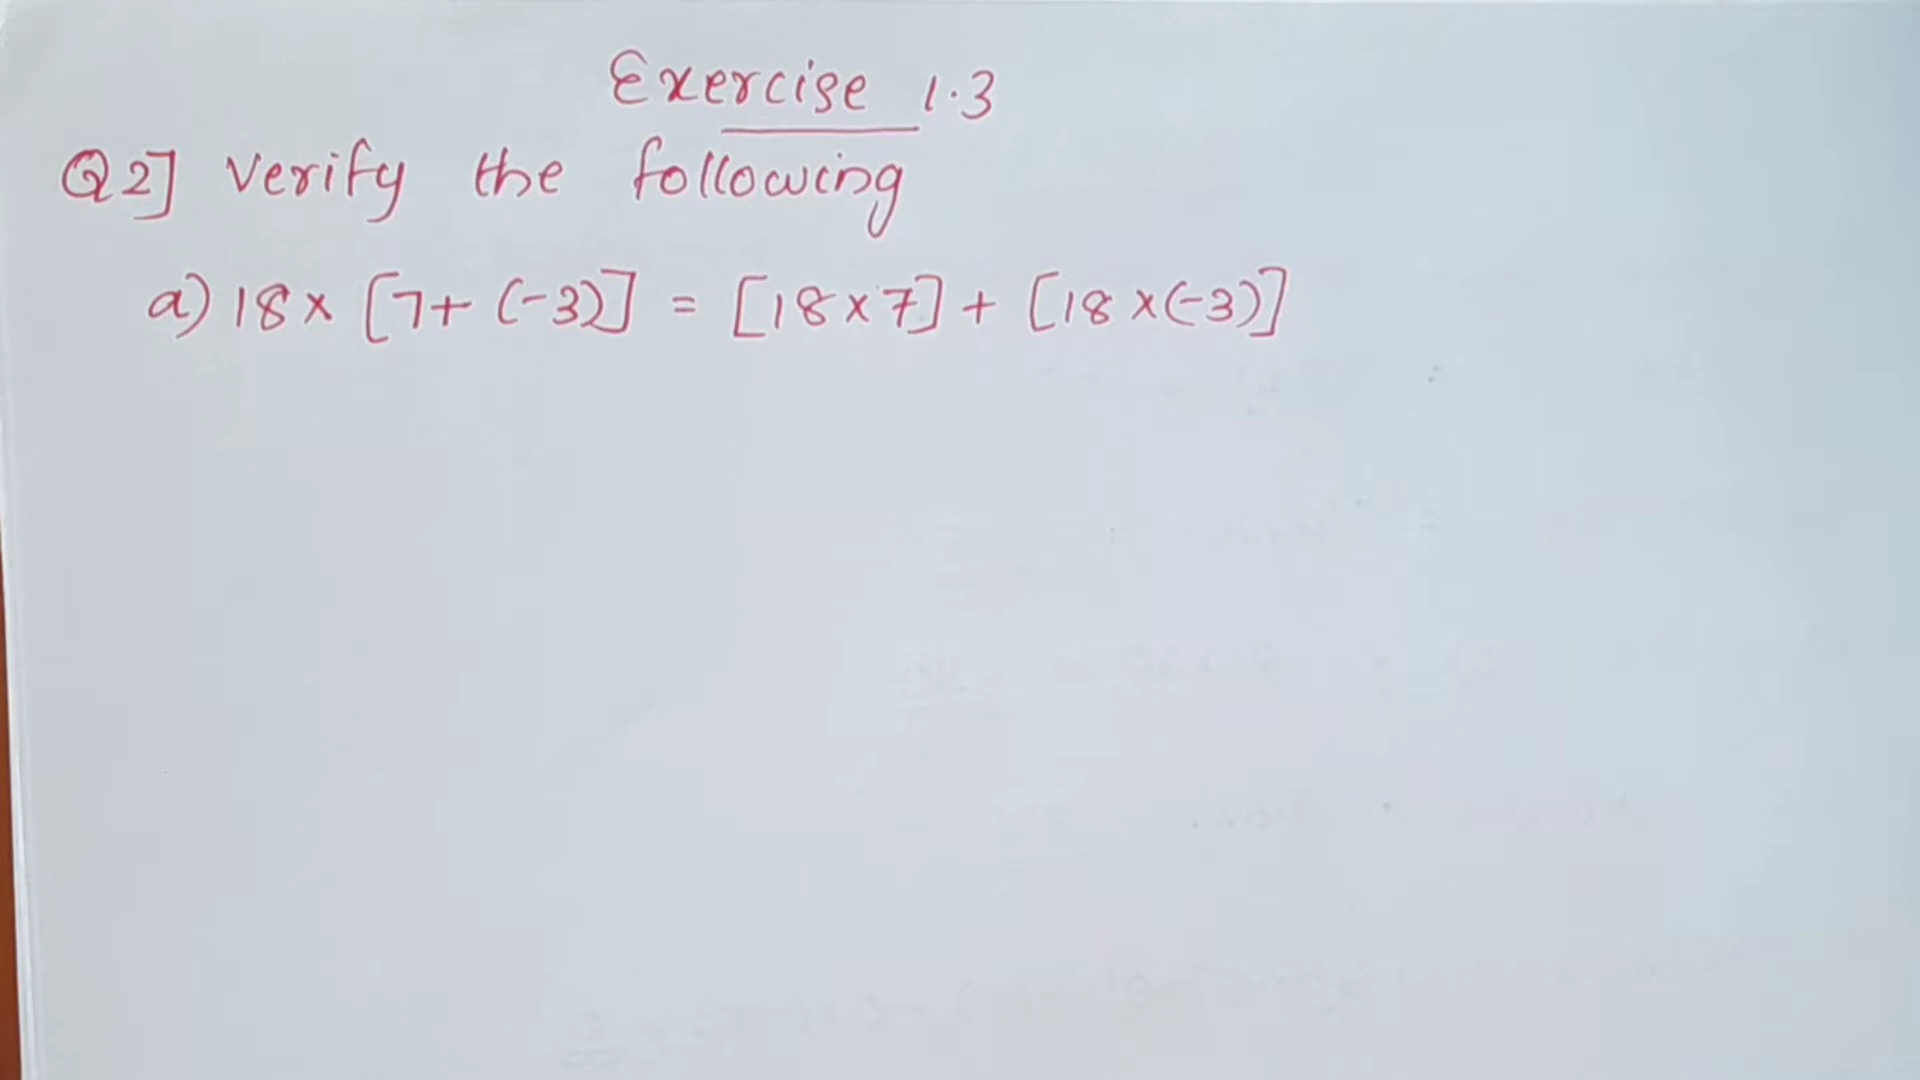 Exercise 1.3
Q2] Verify the following
a) 18 × [7 + (-3)] = [18 × 7] + [18 × (-3)]